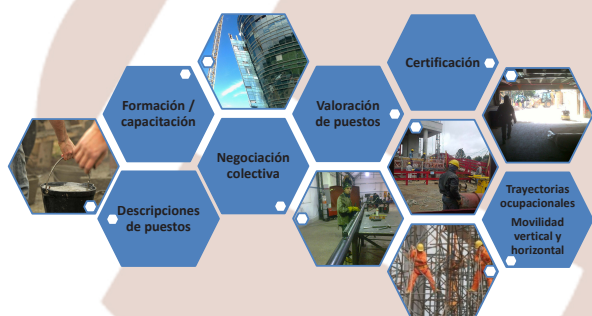 Certificación
Formación /
capacitación
Valoración
de puestos
Negociación
colectiva
Descripciones
de puestos
Trayectorias
ocupacionales
Movilidad
vertical y
horizontal